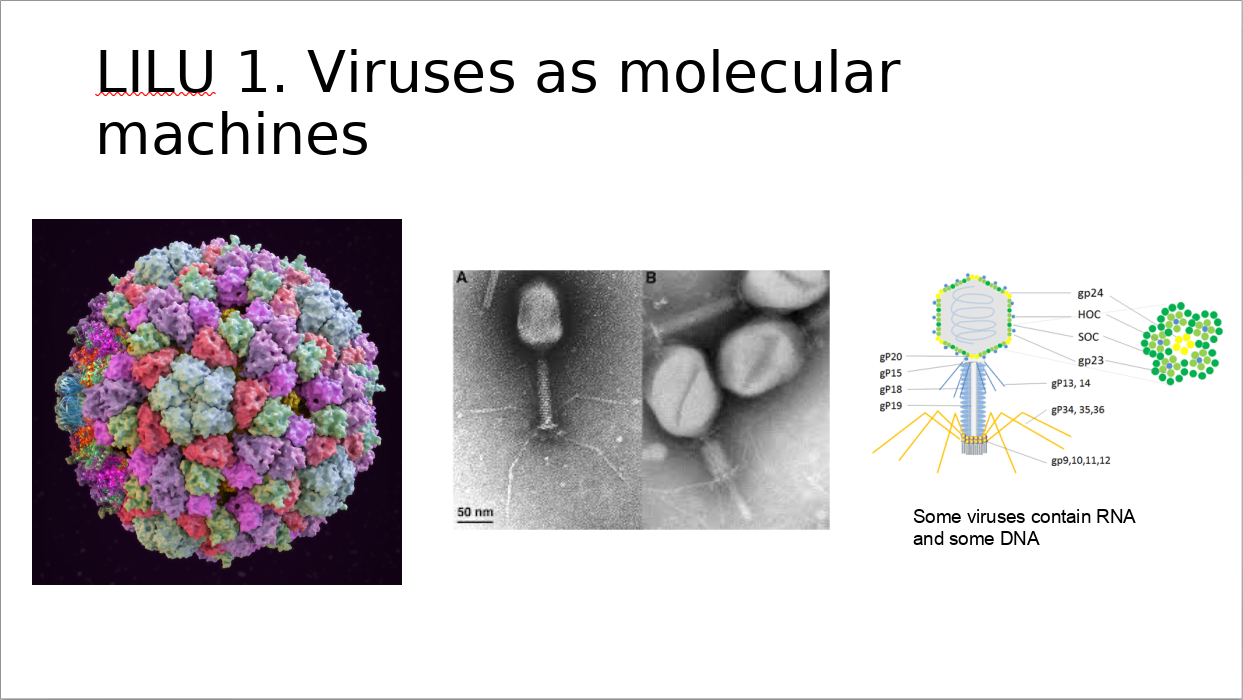 LILU 1. Viruses as molecular
machines
A
B
50 nm
gp24
HOC
SOC
gp23
gP20
gP15
gP18
gP19
gP13, 14
gP34, 35,36
gp9,10,11,12
Some viruses contain RNA
and some DNA